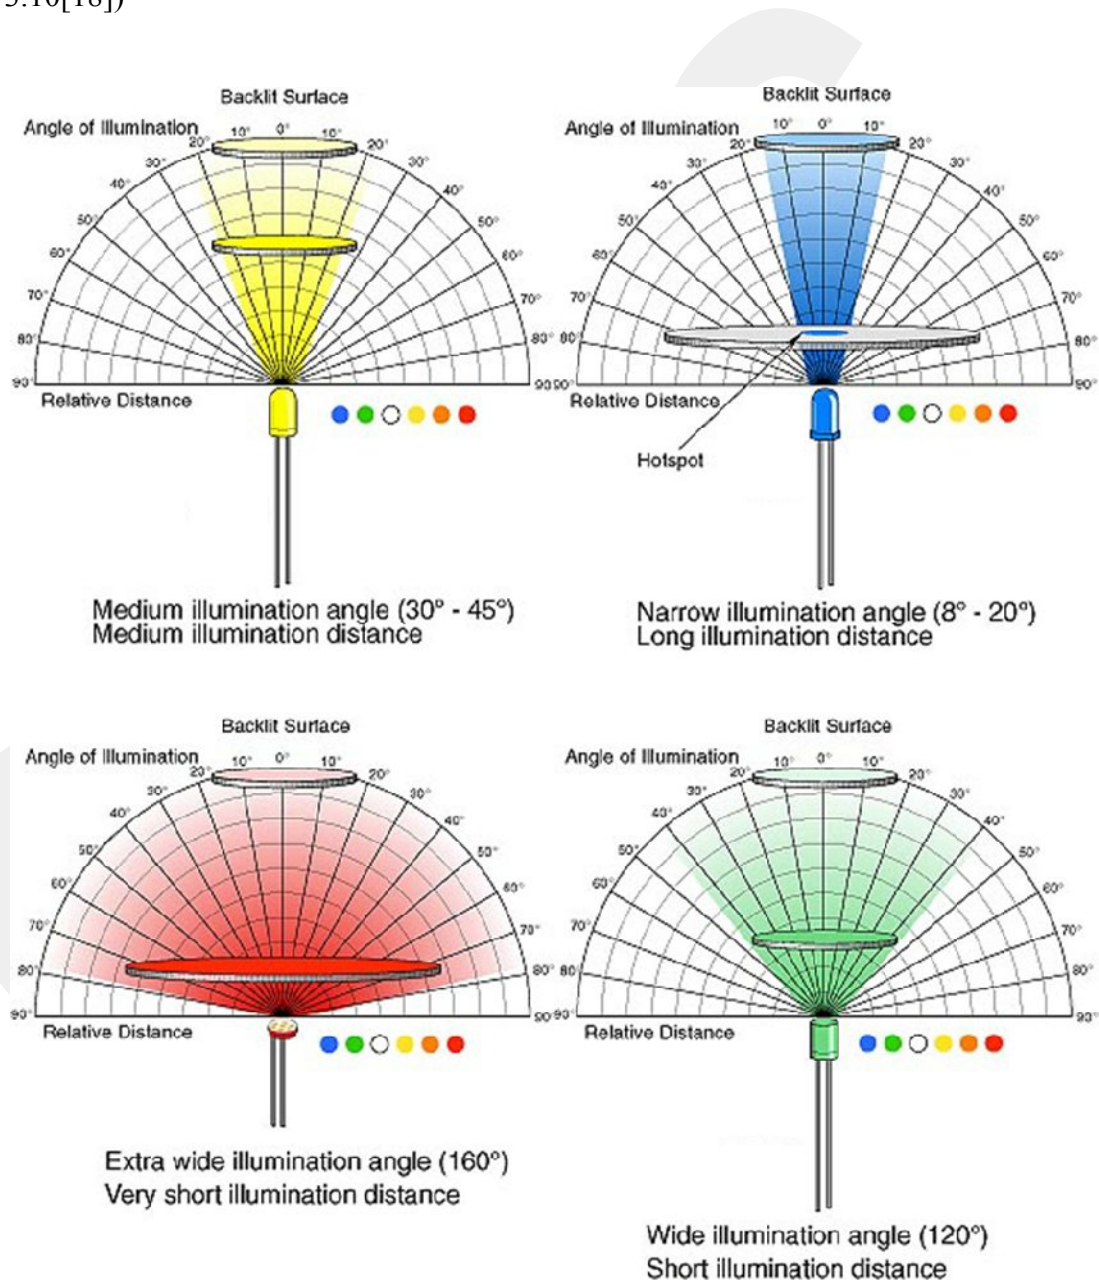 3.10[18])
Backlit Surface
Angle of Illumination
20° 10° 0° 10° 20°
30° 30°
40° 40°
50° 50°
60° 60°
70° 70°
80° 80°
90° 90
Relative Distance
Medium illumination angle (30° - 45°)
Medium illumination distance
Backlit Surface
Angle of Illumination
20° 10° 0° 10° 20°
30° 30°
40° 40°
50° 50°
60° 60°
70° 70°
80° 80°
90° 90°
Relative Distance
Hotspot
Narrow illumination angle (8° - 20°)
Long illumination distance
Backlit Surface
Angle of Illumination
20° 10° 0° 10° 20°
30°
40° 40°
50° 50°
60° 60°
70° 70°
80° 80°
90° 90
Relative Distance
Extra wide illumination angle (160°)
Very short illumination distance
Backlit Surface
Angle of Illumination
20° 10° 0° 10° 20°
30° 30°
40° 40°
50° 50°
60° 60°
70° 70°
80° 80°
90° 90°
Relative Distance
Wide illumination angle (120°)
Short illumination distance